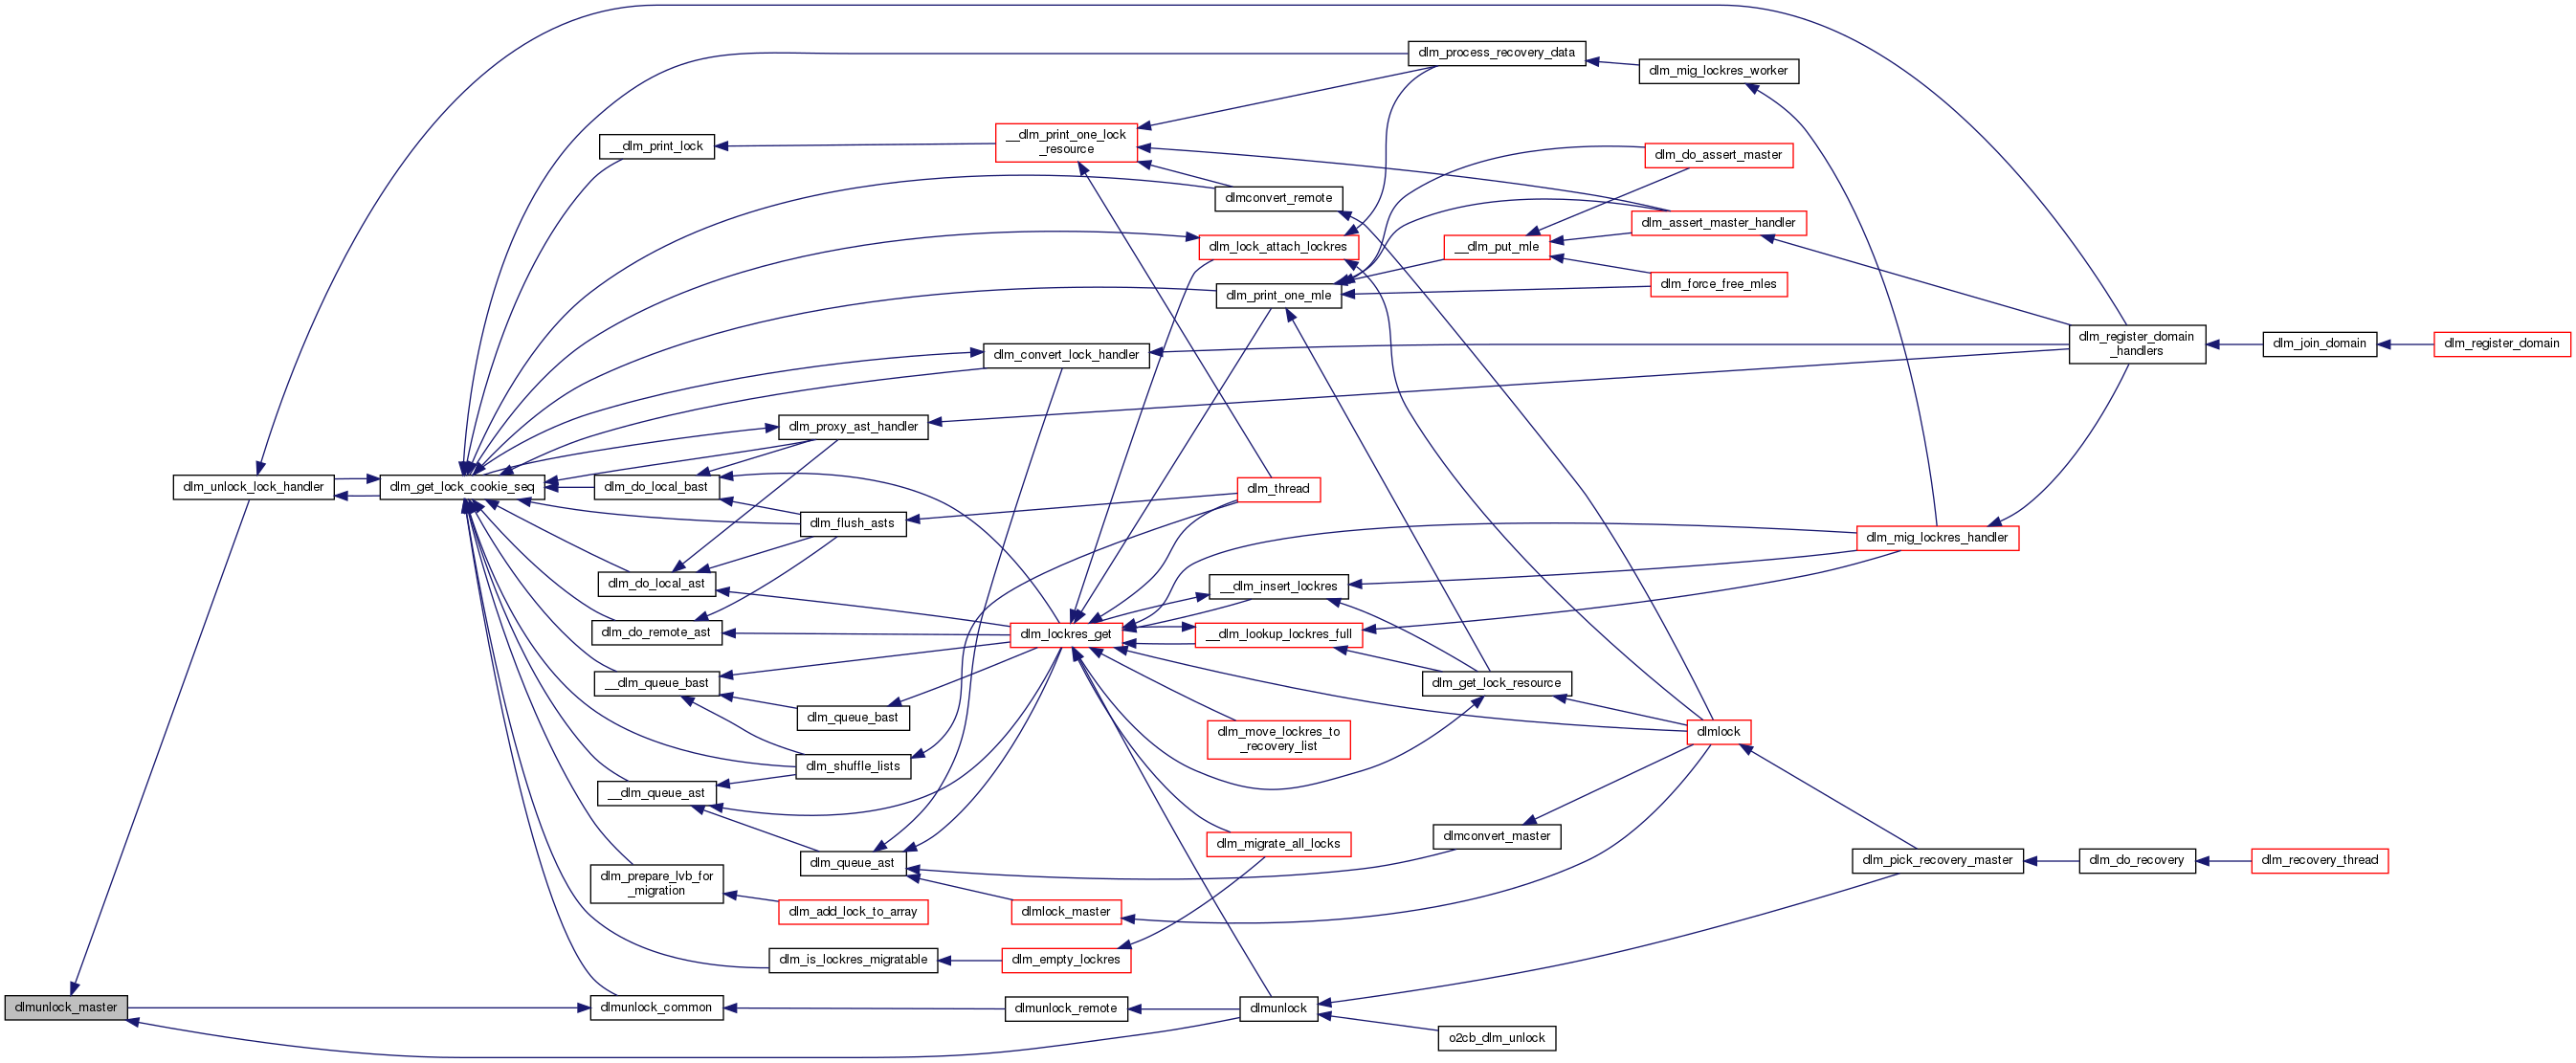 dlm_process_recovery_data
dlm_mig_lockres_worker
__dlm_print_lock
__dlm_print_one_lock
_resource
dlm_do_assert_master
dlmconvert_remote
dlm_assert_master_handler
dlm_lock_attach_lockres
__dlm_put_mle
dlm_force_free_mles
dlm_print_one_mle
dlm_register_domain
_handlers
dlm_join_domain
dlm_register_domain
dlm_convert_lock_handler
dlm_proxy_ast_handler
dlm_unlock_lock_handler
dlm_get_lock_cookie_seq
dlm_do_local_bast
dlm_thread
dlm_flush_asts
dlm_mig_lockres_handler
dlm_do_local_ast
__dlm_insert_lockres
dlm_do_remote_ast
dlm_lockres_get
__dlm_lookup_lockres_full
__dlm_queue_bast
dlm_get_lock_resource
dlm_queue_bast
dlm_move_lockres_to
_recovery_list
dlmlock
dlm_shuffle_lists
__dlm_queue_ast
dlmconvert_master
dlm_migrate_all_locks
dlm_queue_ast
dlm_pick_recovery_master
dlm_do_recovery
dlm_recovery_thread
dlm_prepare_lvb_for
_migration
dlm_add_lock_to_array
dlmlock_master
dlm_is_lockres_migratable
dlm_empty_lockres
dlmunlock_master
dlmunlock_common
dlmunlock_remote
dlmunlock
o2cb_dlm_unlock